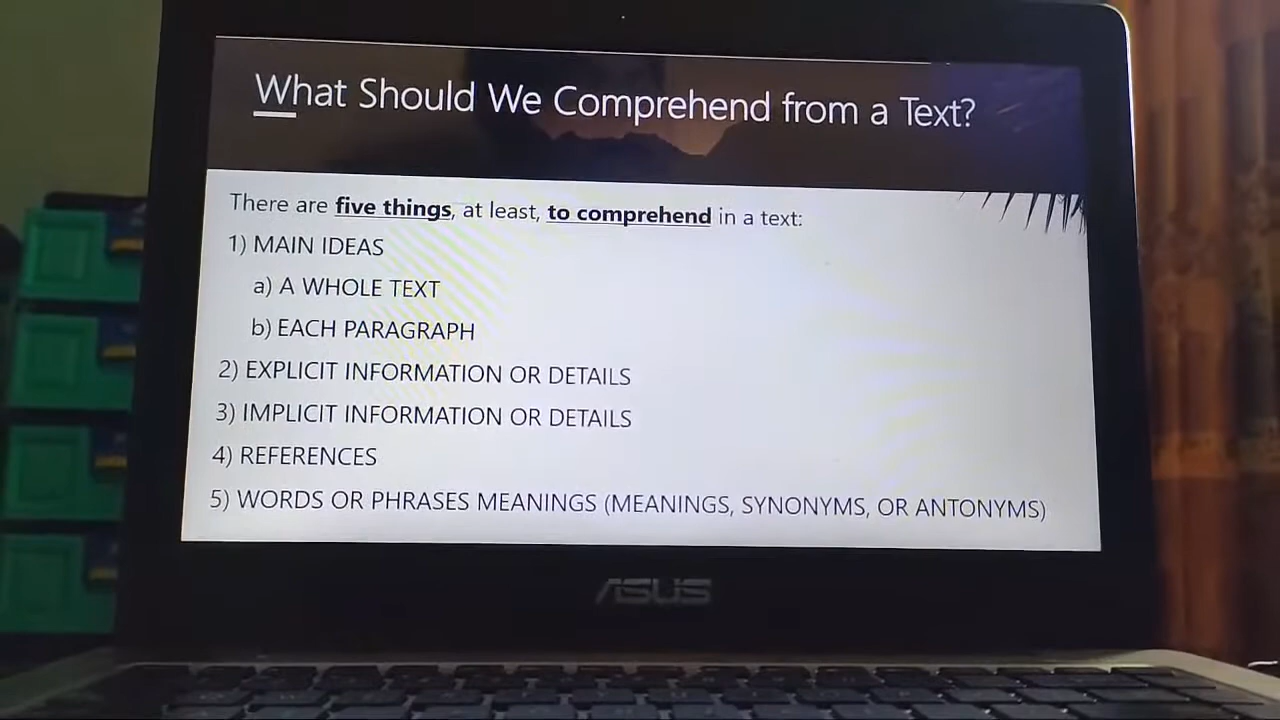 What Should We Comprehend from a Text?
There are five things, at least, to comprehend in a text:
1) MAIN IDEAS
a) A WHOLE TEXT
b) EACH PARAGRAPH
2) EXPLICIT INFORMATION OR DETAILS
3) IMPLICIT INFORMATION OR DETAILS
4) REFERENCES
5) WORDS OR PHRASES MEANINGS (MEANINGS, SYNONYMS, OR ANTONYMS)
ASUS